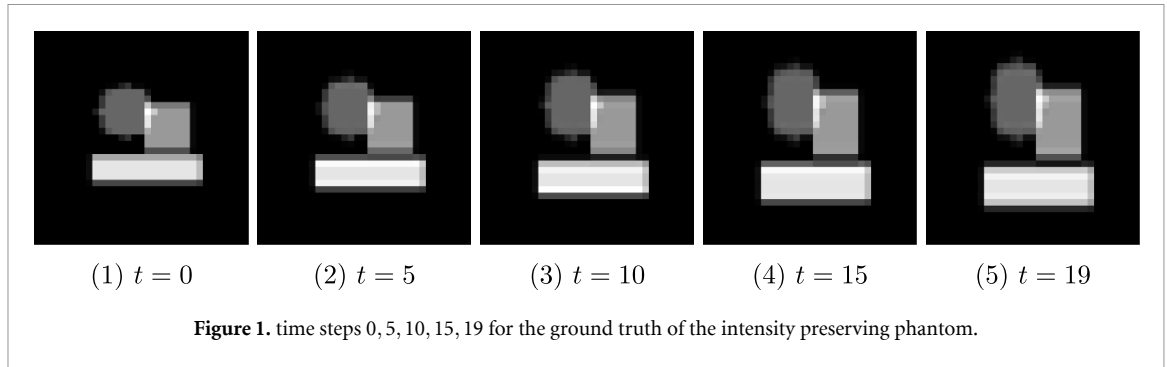 (1) t = 0
(2) t = 5
(3) t = 10
(4) t = 15
(5) t = 19
Figure 1. time steps 0, 5, 10, 15, 19 for the ground truth of the intensity preserving phantom.